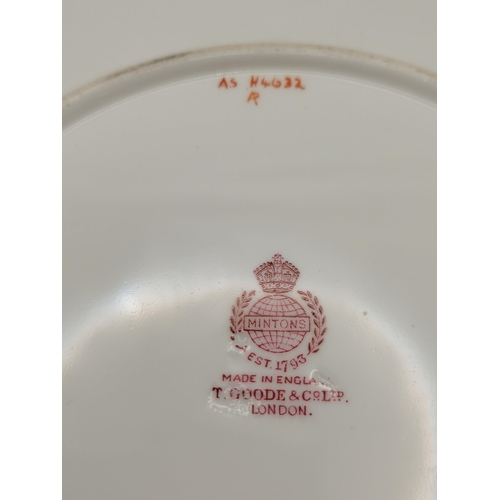 AS H4632
R
MINTONS
EST. 1793
MADE IN ENGLA
T. GOODE & CO. LTD.
LONDON.